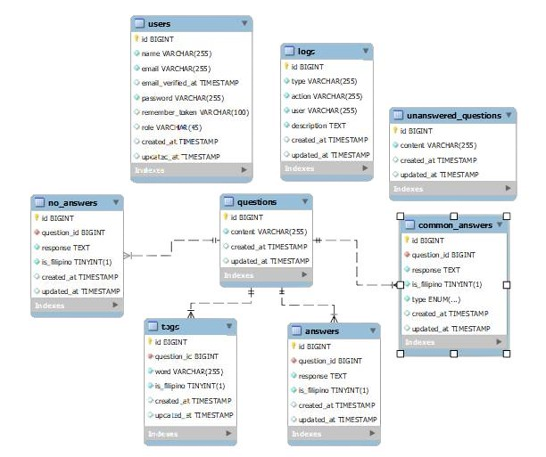 users
id BIGINT
name VARCHAR(255)
email VARCHAR(255)
email_verified_at TIMESTAMP
password VARCHAR(255)
remember_token VARCHAR(100)
role VARCHAR(45)
created_at TIMESTAMP
updated_at TIMESTAMP
Indexes
logs
id BIGINT
type VARCHAR(255)
action VARCHAR(255)
user VARCHAR(255)
description TEXT
created_at TIMESTAMP
updated_at TIMESTAMP
Indexes
unanswered_questions
id BIGINT
content VARCHAR(255)
created_at TIMESTAMP
updated_at TIMESTAMP
Indexes
no_answers
id BIGINT
question_id BIGINT
response TEXT
is_filipino TINYINT(1)
created_at TIMESTAMP
updated_at TIMESTAMP
Indexes
questions
id BIGINT
content VARCHAR(255)
created_at TIMESTAMP
updated_at TIMESTAMP
Indexes
common_answers
id BIGINT
question_id BIGINT
response TEXT
is_filipino TINYINT(1)
type ENUM(...)
created_at TIMESTAMP
updated_at TIMESTAMP
Indexes
tags
id BIGINT
question_id BIGINT
word VARCHAR(255)
is_filipino TINYINT(1)
created_at TIMESTAMP
updated_at TIMESTAMP
Indexes
answers
id BIGINT
question_id BIGINT
response TEXT
is_filipino TINYINT(1)
created_at TIMESTAMP
updated_at TIMESTAMP
Indexes